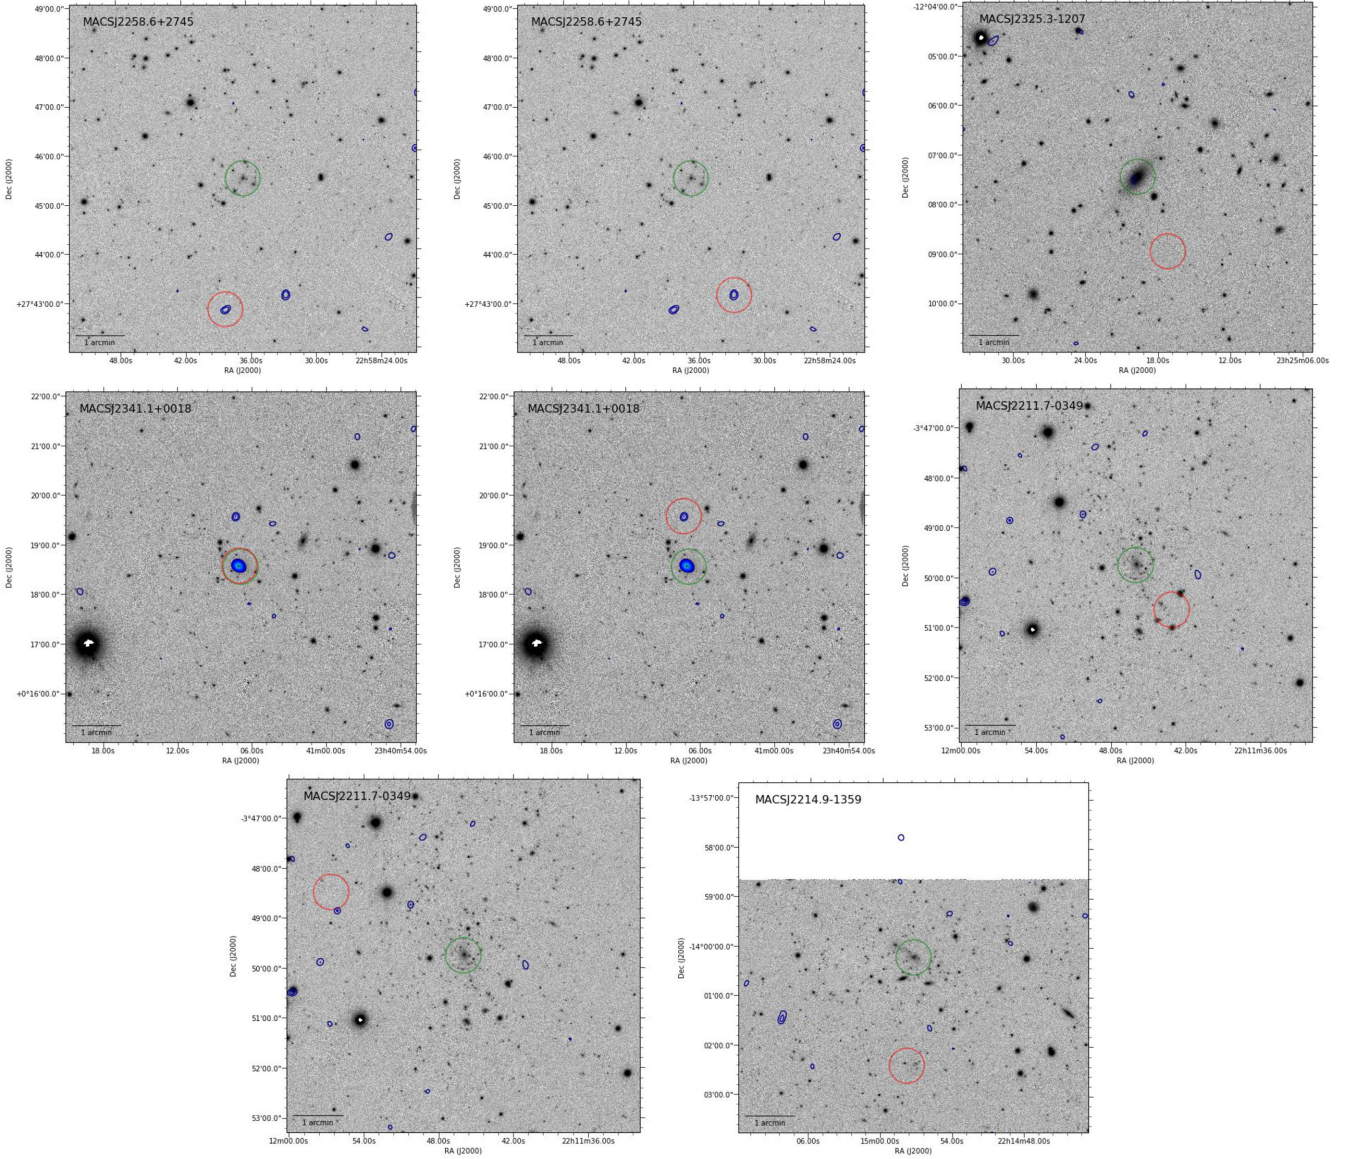 MACSJ2258.6+2745
49'00.0"
48'00.0"
47'00.0"
46'00.0"
45'00.0"
44'00.0"
+27°43'00.0"
Dec (J2000)
1 arcmin
48.00s
42.00s
36.00s
30.00s
22h58m24.00s
RA (J2000)
MACSJ2258.6+2745
49'00.0"
48'00.0"
47'00.0"
46'00.0"
45'00.0"
44'00.0"
+27°43'00.0"
Dec (J2000)
1 arcmin
48.00s
42.00s
36.00s
30.00s
22h58m24.00s
RA (J2000)
MACSJ2325.3-1207
-12°04'00.0"
05'00.0"
06'00.0"
07'00.0"
08'00.0"
09'00.0"
10'00.0"
Dec (J2000)
1 arcmin
30.00s
24.00s
18.00s
12.00s
23h25m06.00s
RA (J2000)
MACSJ2341.1+0018
22'00.0"
21'00.0"
20'00.0"
19'00.0"
18'00.0"
17'00.0"
+0°16'00.0"
Dec (J2000)
1 arcmin
18.00s
12.00s
06.00s
41m00.00s
23h40m54.00s
RA (J2000)
MACSJ2341.1+0018
22'00.0"
21'00.0"
20'00.0"
19'00.0"
18'00.0"
17'00.0"
+0°16'00.0"
Dec (J2000)
1 arcmin
18.00s
12.00s
06.00s
41m00.00s
23h40m54.00s
RA (J2000)
MACSJ2211.7-0349
-3°47'00.0"
48'00.0"
49'00.0"
50'00.0"
51'00.0"
52'00.0"
53'00.0"
Dec (J2000)
1 arcmin
12m00.00s
54.00s
48.00s
42.00s
22h11m36.00s
RA (J2000)
MACSJ2211.7-0349
-3°47'00.0"
48'00.0"
49'00.0"
50'00.0"
51'00.0"
52'00.0"
53'00.0"
Dec (J2000)
1 arcmin
12m00.00s
54.00s
48.00s
42.00s
22h11m36.00s
RA (J2000)
MACSJ2214.9-1359
-13°57'00.0"
58'00.0"
59'00.0"
-14°00'00.0"
01'00.0"
02'00.0"
03'00.0"
Dec (J2000)
1 arcmin
06.00s
15m00.00s
54.00s
22h14m48.00s
RA (J2000)